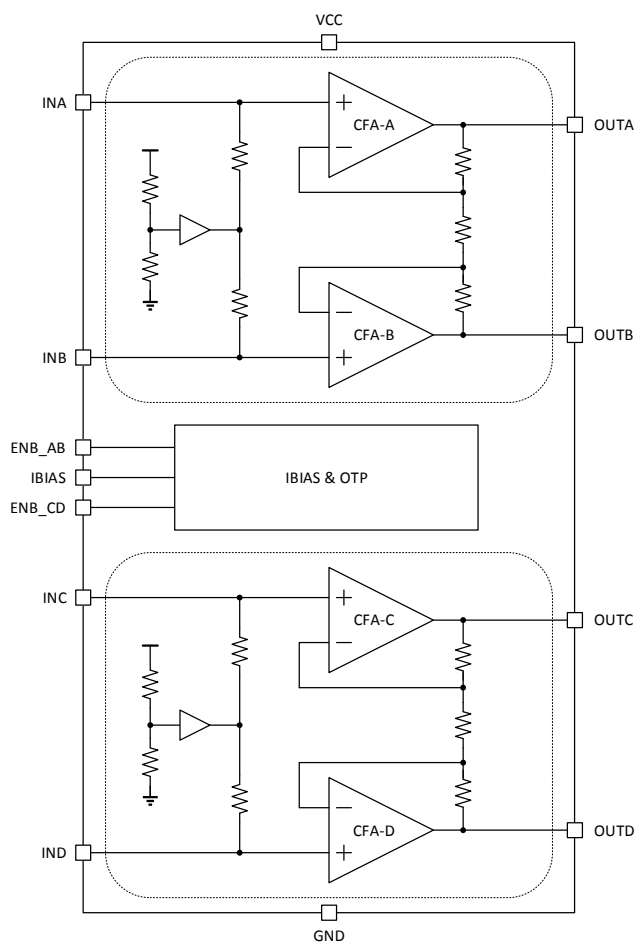 VCC
INA
CFA-A
OUTA
+
−
−
CFA-B
OUTB
+
INB
ENB_AB
IBIAS
IBIAS & OTP
ENB_CD
INC
+
CFA-C
OUTC
−
−
CFA-D
OUTD
IND
+
GND